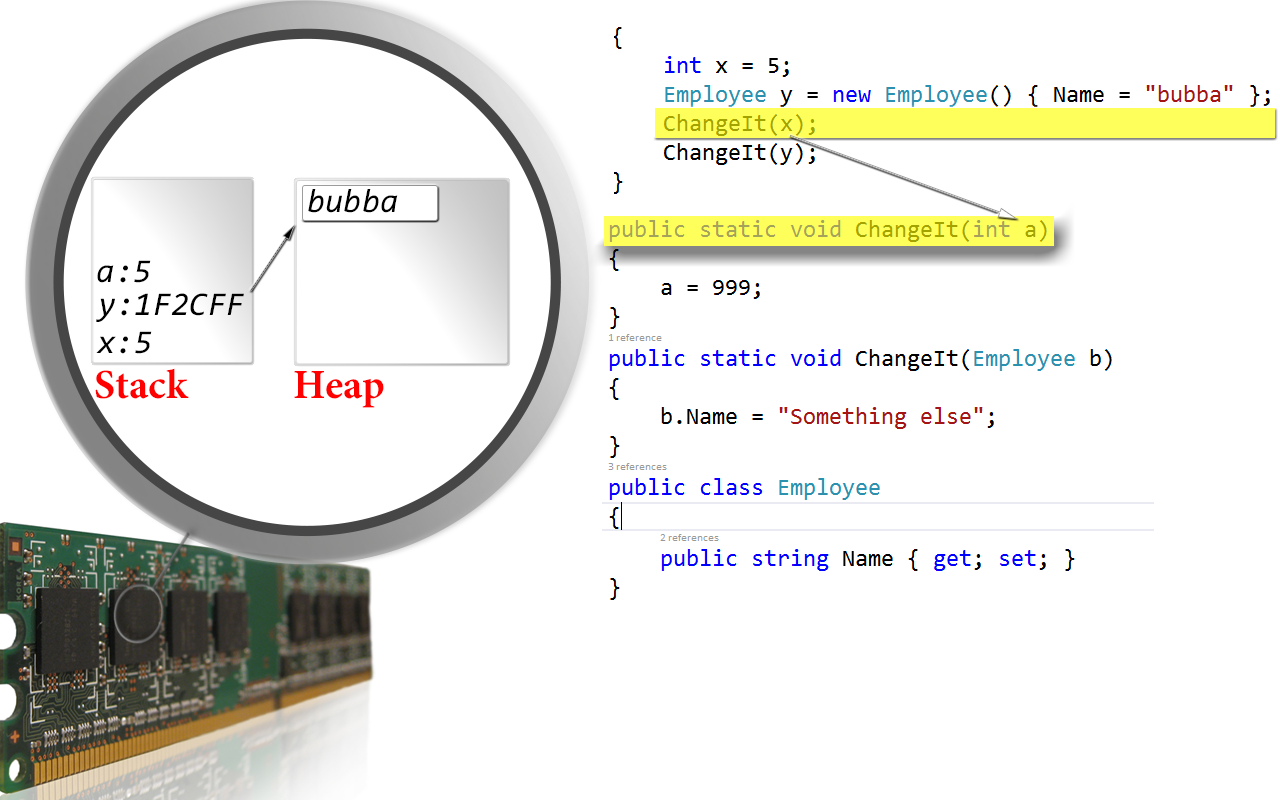 bubba
a:5
y:1F2CFF
x:5
Stack
Heap
{
int x = 5;
Employee y = new Employee() { Name = "bubba" };
ChangeIt(x);
ChangeIt(y);
}
public static void ChangeIt(int a)
{
a = 999;
}
1 reference
public static void ChangeIt(Employee b)
{
b.Name = "Something else";
}
3 references
public class Employee
{
2 references
public string Name { get; set; }
}
KOREA